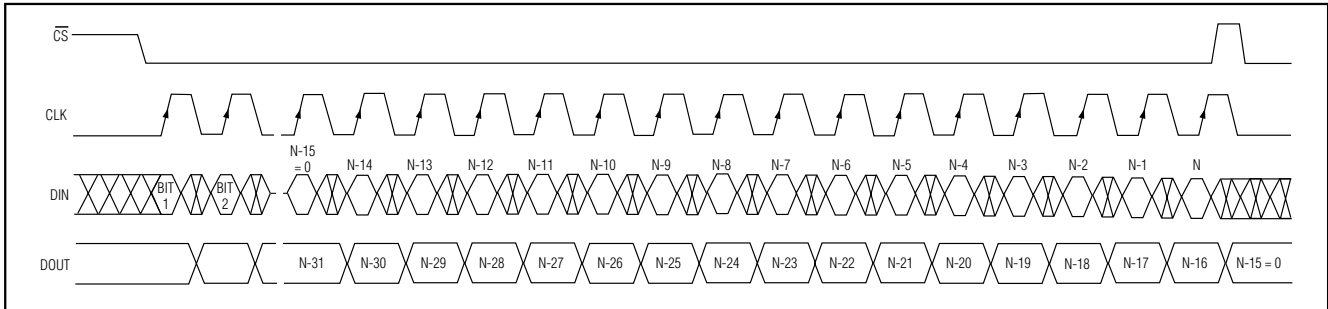 CS
CLK
N-15
= 0 N-14 N-13 N-12 N-11 N-10 N-9 N-8 N-7 N-6 N-5 N-4 N-3 N-2 N-1 N
DIN BIT
1 BIT
2
DOUT N-31 N-30 N-29 N-28 N-27 N-26 N-25 N-24 N-23 N-22 N-21 N-20 N-19 N-18 N-17 N-16 N-15 = 0